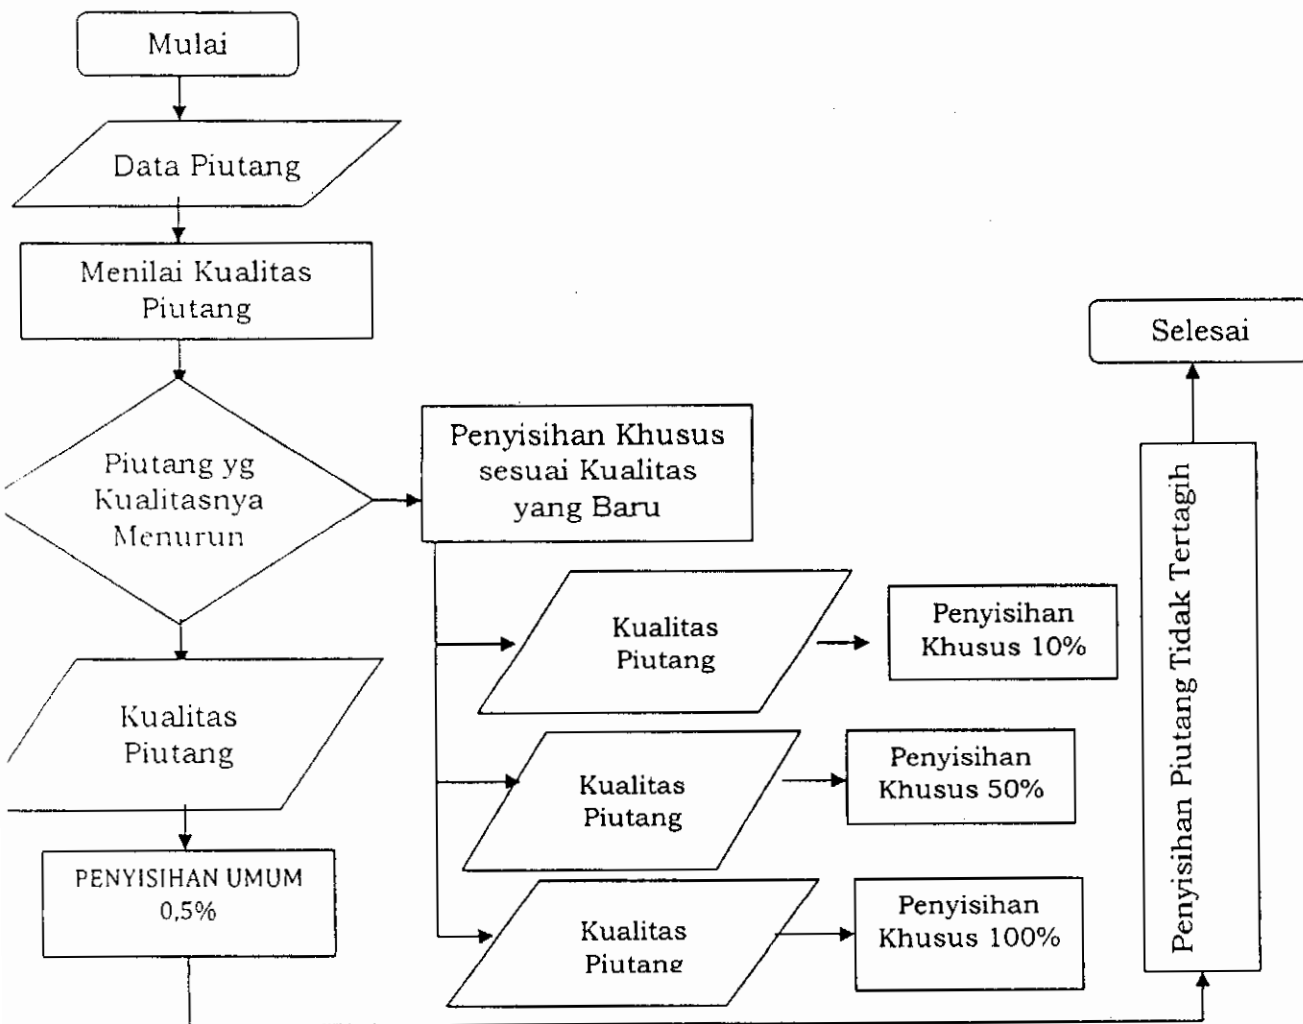 Mulai
Data Piutang
Menilai Kualitas
Piutang
Piutang yg
Kualitasnya
Menurun
Kualitas
Piutang
PENYISIHAN UMUM
0,5%
Penyisihan Khusus
sesuai Kualitas
yang Baru
Kualitas
Piutang
Penyisihan
Khusus 10%
Kualitas
Piutang
Penyisihan
Khusus 50%
Kualitas
Piutang
Penyisihan
Khusus 100%
Penyisihan Piutang Tidak Tertagih
Selesai